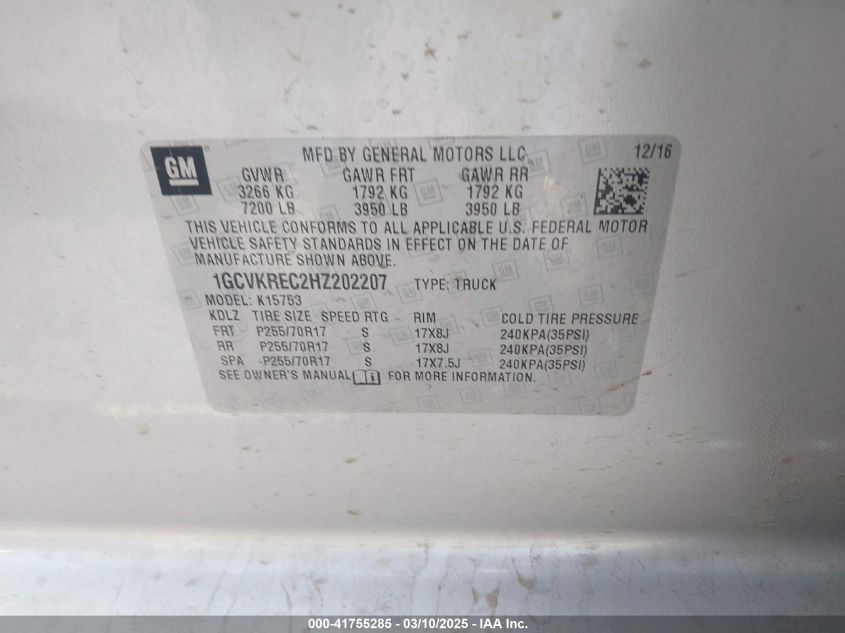 GM
MFD BY GENERAL MOTORS LLC 12/16
GVWR GAWR FRT GAWR RR
3266 KG 1792 KG 1792 KG
7200 LB 3950 LB 3950 LB
THIS VEHICLE CONFORMS TO ALL APPLICABLE U.S. FEDERAL MOTOR
VEHICLE SAFETY STANDARDS IN EFFECT ON THE DATE OF
MANUFACTURE SHOWN ABOVE.
1GCVKREC2HZ202207 TYPE: TRUCK
MODEL: K15753
KDLZ TIRE SIZE SPEED RTG RIM COLD TIRE PRESSURE
FRT P255/70R17 S 17X8J 240KPA(35PSI)
RR P255/70R17 S 17X8J 240KPA(35PSI)
SPA P255/70R17 S 17X7.5J 240KPA(35PSI)
SEE OWNER'S MANUAL FOR MORE INFORMATION.
000-41755285 - 03/10/2025 - IAA Inc.